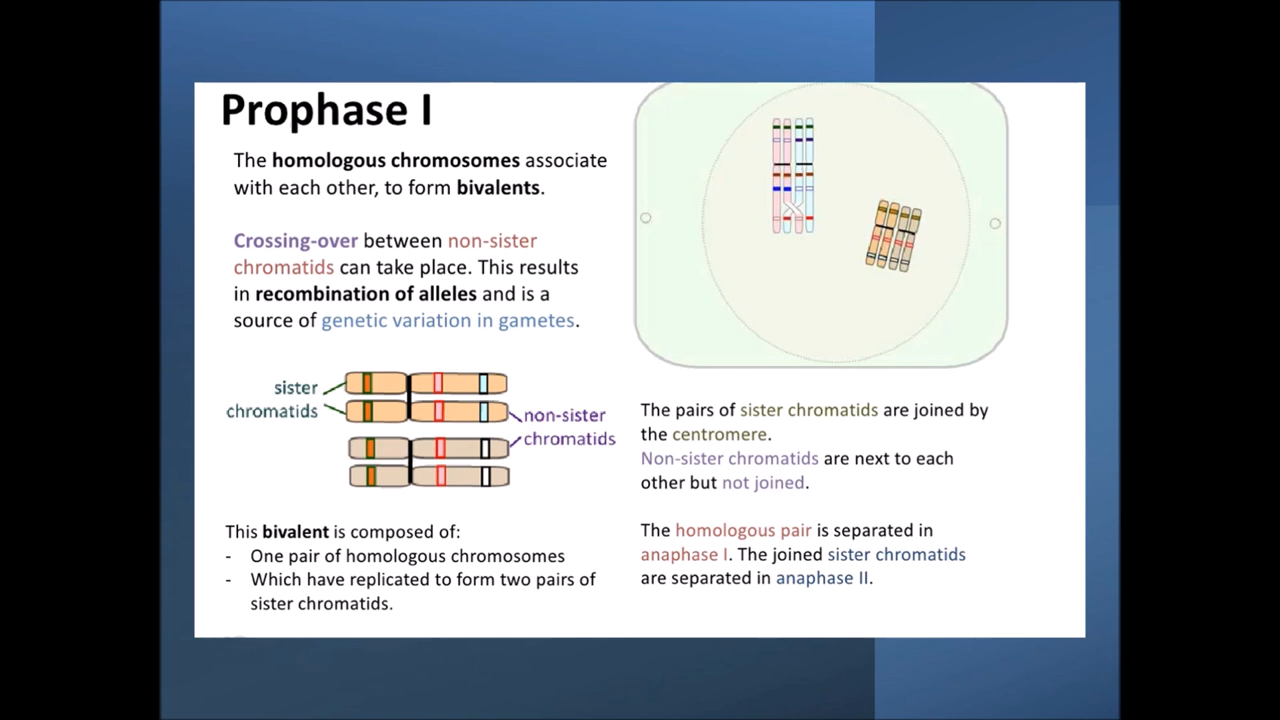 Prophase I
The homologous chromosomes associate
with each other, to form bivalents.
Crossing-over between non-sister
chromatids can take place. This results
in recombination of alleles and is a
source of genetic variation in gametes.
sister
chromatids
non-sister
chromatids
This bivalent is composed of:
- One pair of homologous chromosomes
- Which have replicated to form two pairs of
sister chromatids.
The pairs of sister chromatids are joined by
the centromere.
Non-sister chromatids are next to each
other but not joined.
The homologous pair is separated in
anaphase I. The joined sister chromatids
are separated in anaphase II.